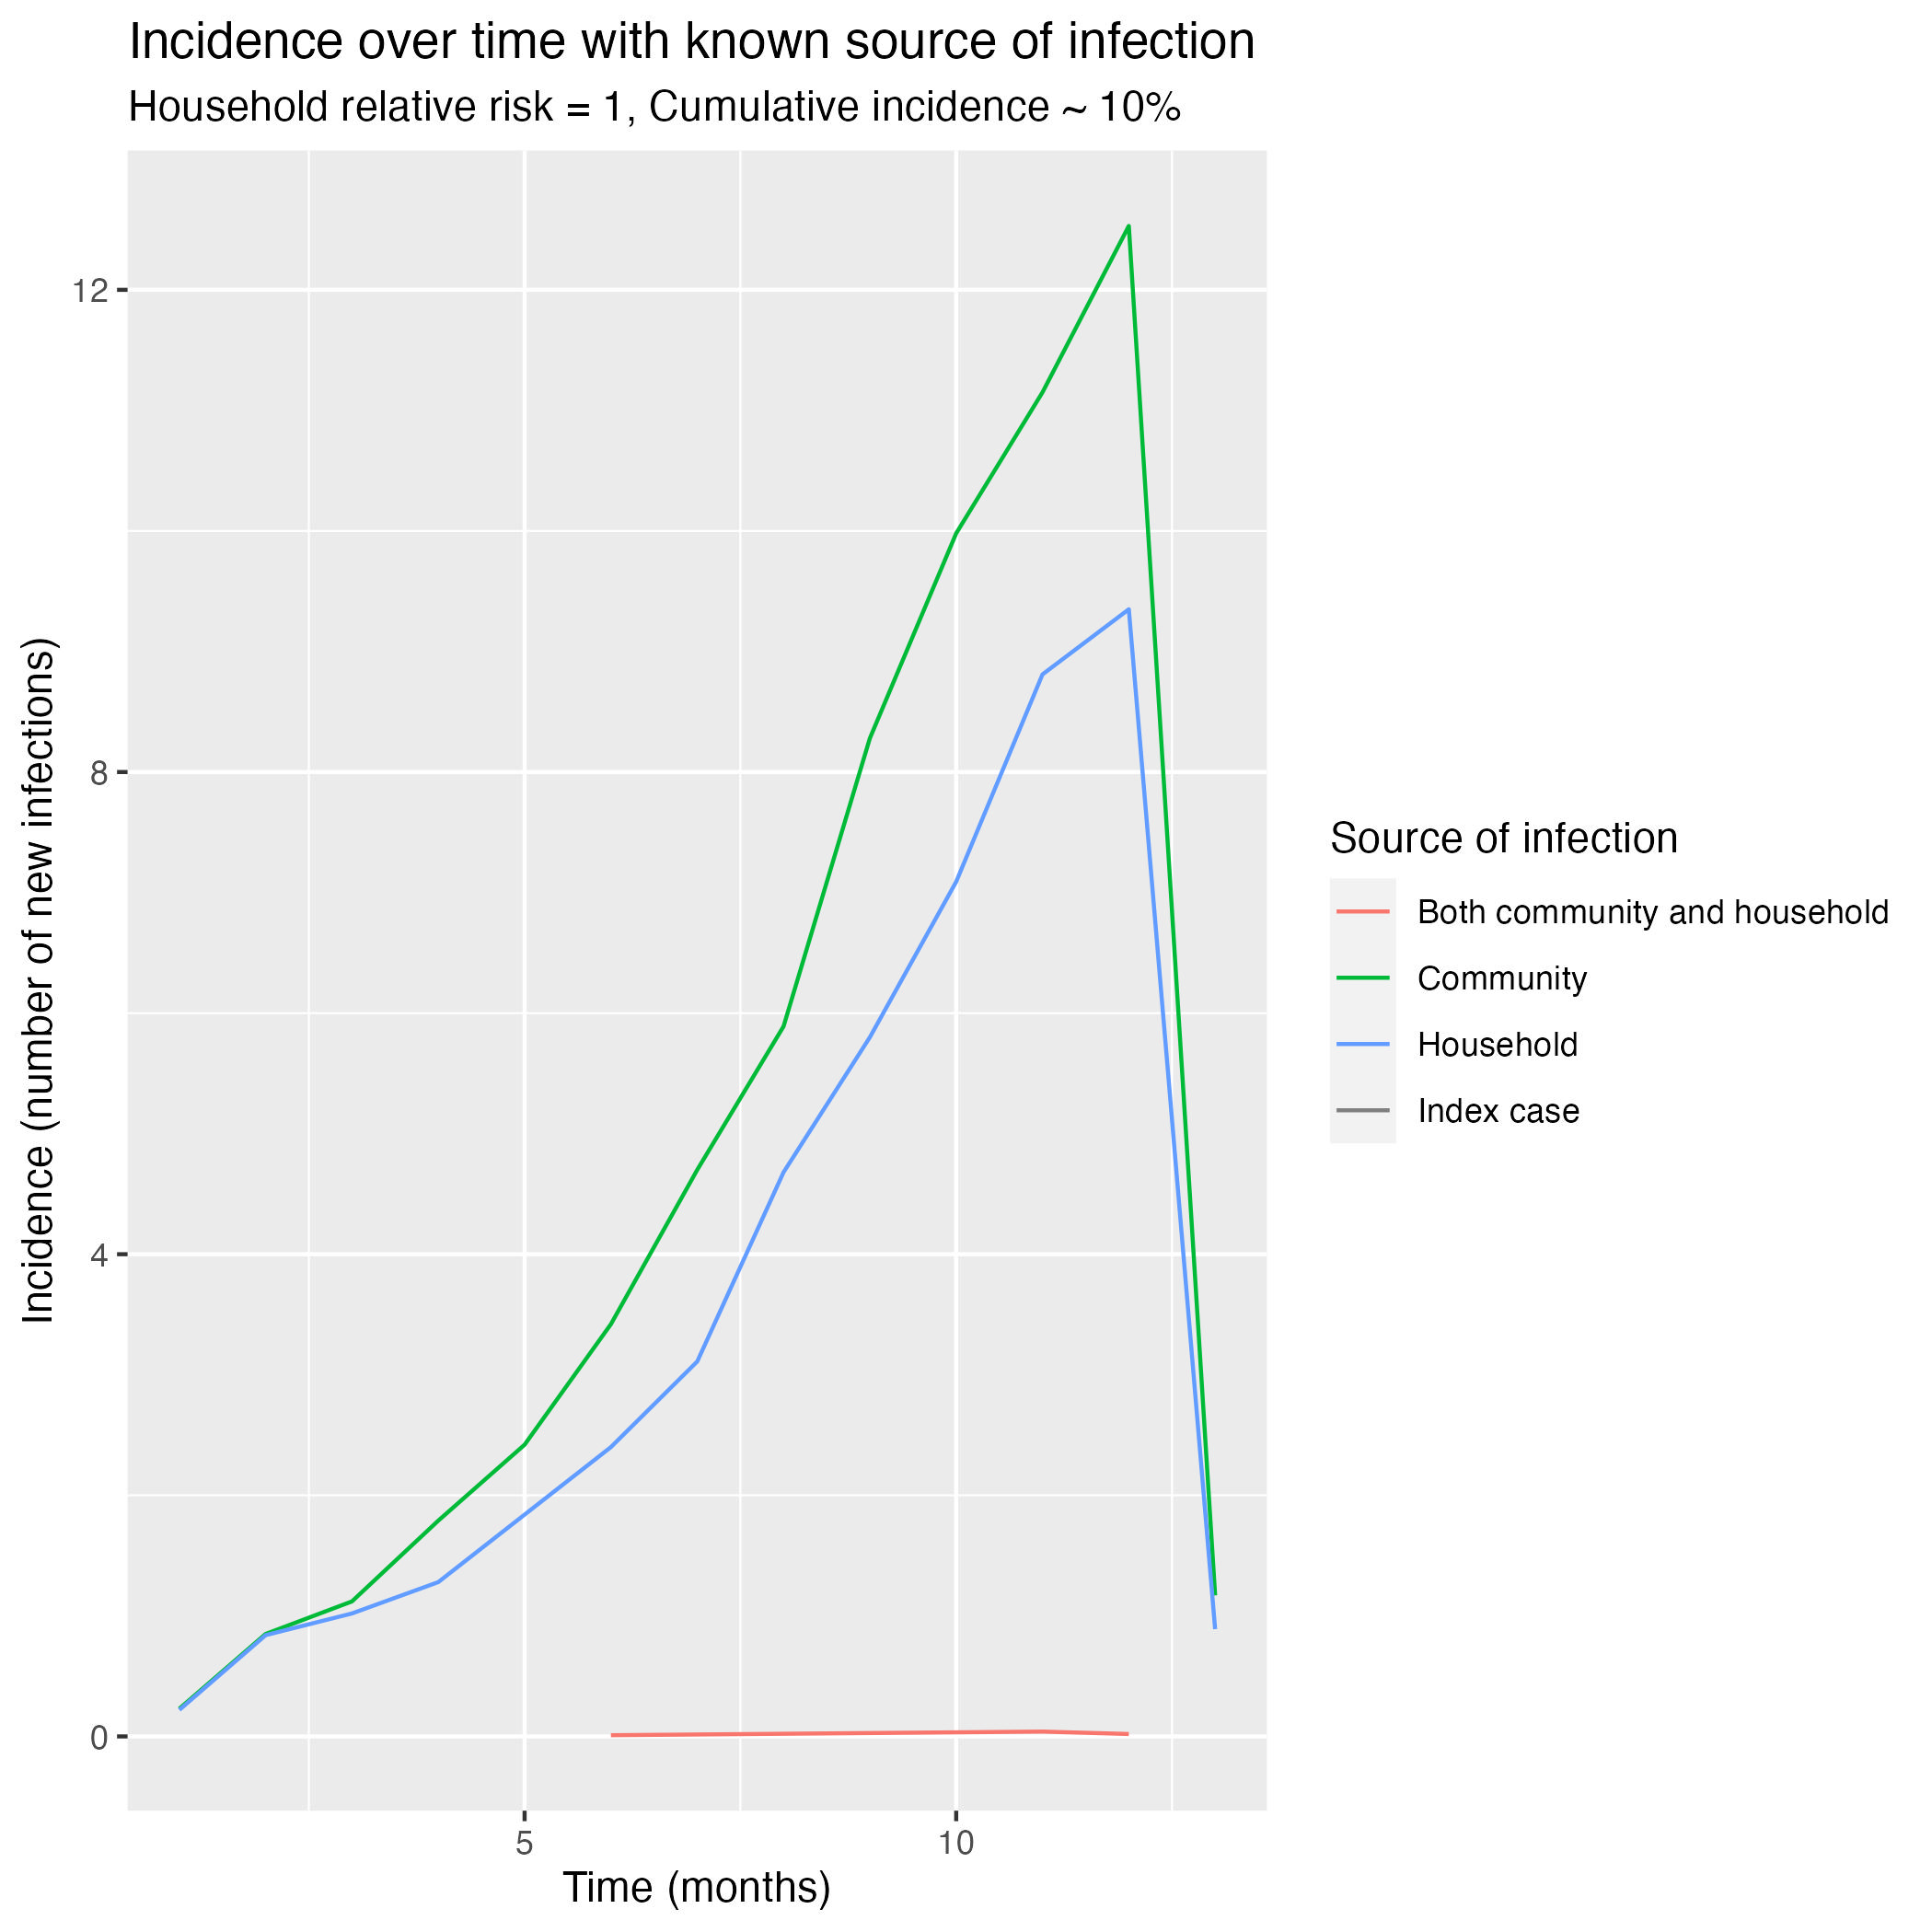 Incidence over time with known source of infection
Household relative risk = 1, Cumulative incidence ~ 10%
Incidence (number of new infections)
12
8
4
0
5 10
Time (months)
Source of infection
Both community and household
Community
Household
Index case